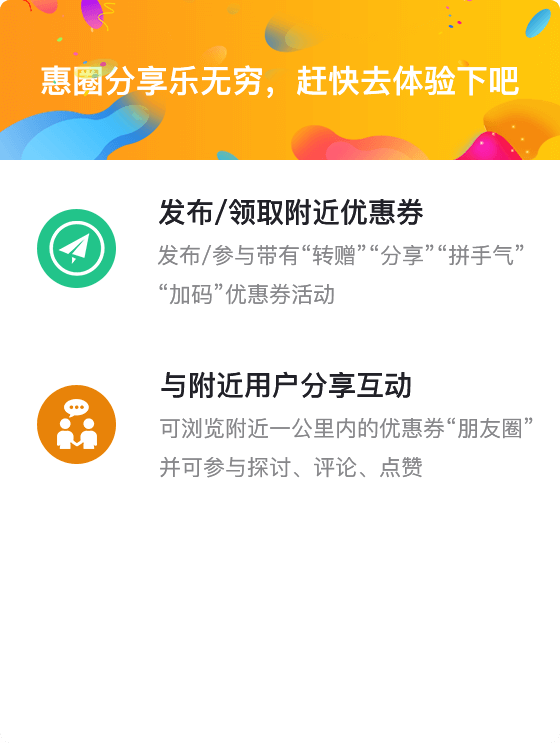 惠圈分享乐无穷，赶快去体验下吧
发布/领取附近优惠券
发布/参与带有“转赠”“分享”“拼手气”
“加码”优惠券活动
与附近用户分享互动
可浏览附近一公里内的优惠券“朋友圈”
并可参与探讨、评论、点赞